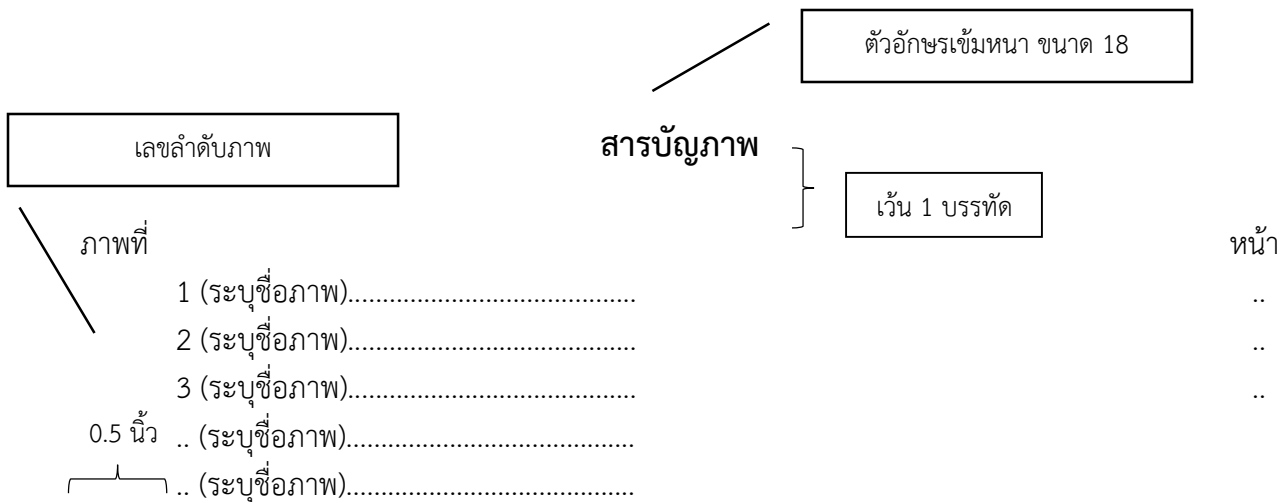 ตัวอักษรเข้มหนา ขนาด 18
เลขลำดับภาพ
สารบัญภาพ
เว้น 1 บรรทัด
ภาพที่ หน้า
1 (ระบุชื่อภาพ).......................................... ..
2 (ระบุชื่อภาพ).......................................... ..
3 (ระบุชื่อภาพ).......................................... ..
0.5 นิ้ว .. (ระบุชื่อภาพ)..........................................
.. (ระบุชื่อภาพ)..........................................